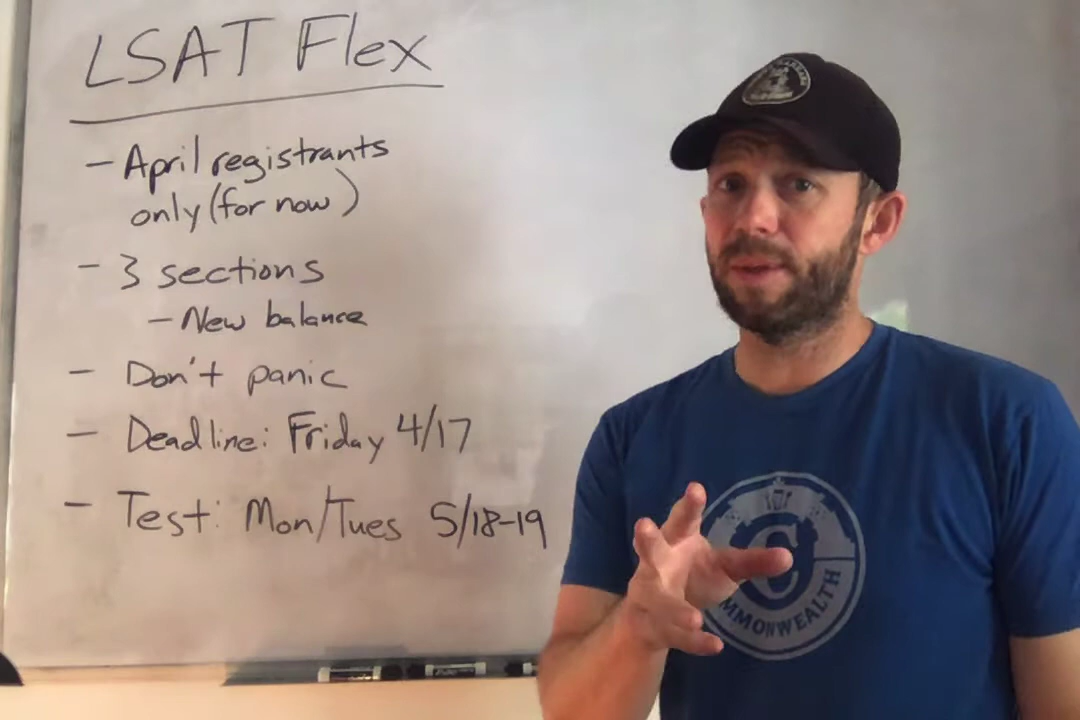 LSAT Flex
- April registrants
only (for now)
- 3 sections
- New balance
- Don't panic
- Deadline: Friday 4/17
- Test: Mon/Tues 5/18-19
C
MMONWEALTH